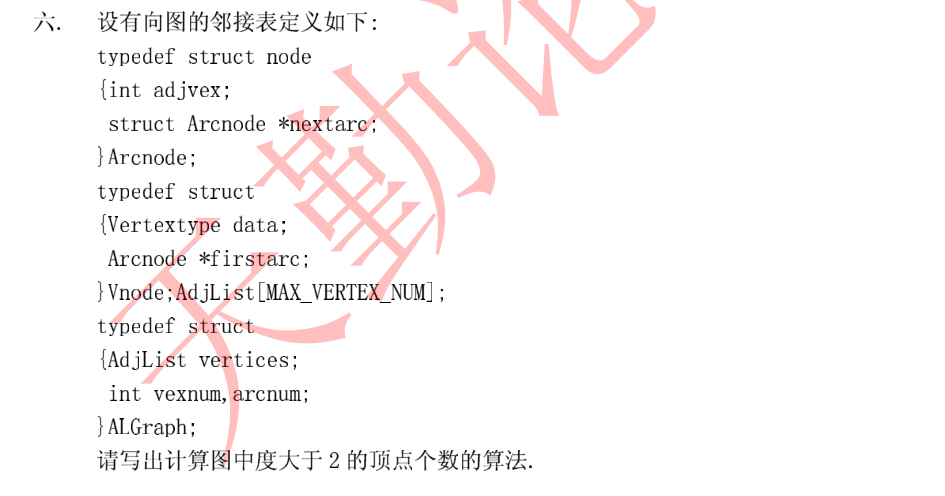 六. 设有向图的邻接表定义如下:
typedef struct node
{int adjvex;
struct Arcnode *nextarc;
}Arcnode;
typedef struct
{Vertextype data;
Arcnode *firstarc;
}Vnode;AdjList[MAX_VERTEX_NUM];
typedef struct
{AdjList vertices;
int vexnum,arcnum;
}ALGraph;
请写出计算图中度大于 2 的顶点个数的算法.
天勤论